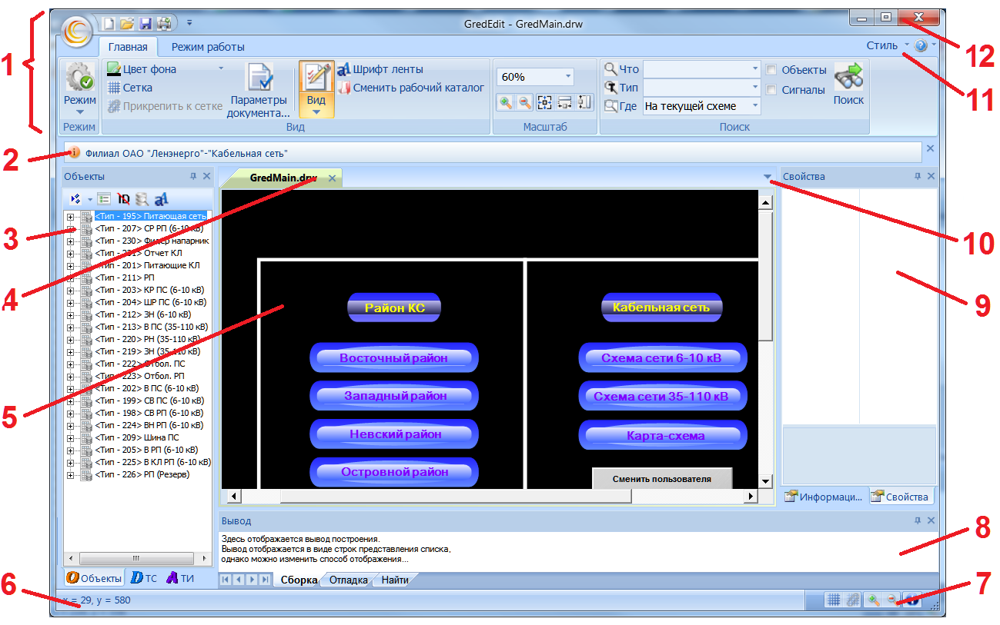 GredEdit - GredMain.drw
Главная
Режим работы
Стиль
Режим
Цвет фона
Сетка
Прикрепить к сетке
Параметры документа...
Вид
Шрифт ленты
Сменить рабочий каталог
60%
Что
Тип
Где
На текущей схеме
Объекты
Сигналы
Поиск
Режим
Вид
Масштаб
Поиск
Филиал ОАО "Ленэнерго"-"Кабельная сеть"
Объекты
GredMain.drw
Свойства
<Тип - 195> Питающая сеть
<Тип - 207> СР РП (6-10 кВ)
<Тип - 230> Фидер напарник
<Тип - 231> Отчет КЛ
<Тип - 201> Питающие КЛ
<Тип - 211> РП
<Тип - 203> КР ПС (6-10 кВ)
<Тип - 204> ШР ПС (6-10 кВ)
<Тип - 212> ЗН (6-10 кВ)
<Тип - 213> В ПС (35-110 кВ)
<Тип - 220> РН (35-110 кВ)
<Тип - 219> ЗН (35-110 кВ)
<Тип - 222> Отбол. ПС
<Тип - 223> Отбол. РП
<Тип - 202> В ПС (6-10 кВ)
<Тип - 199> СВ ПС (6-10 кВ)
<Тип - 198> СВ РП (6-10 кВ)
<Тип - 224> ВН РП (6-10 кВ)
<Тип - 209> Шина ПС
<Тип - 205> В РП (6-10 кВ)
<Тип - 225> В КЛ РП (6-10 кВ)
<Тип - 226> РП (Резерв)
Район КС
Восточный район
Западный район
Невский район
Островной район
Кабельная сеть
Схема сети 6-10 кВ
Схема сети 35-110 кВ
Карта-схема
Сменить пользователя
Информаци...
Свойства
Вывод
Здесь отображается вывод построения.
Вывод отображается в виде строк представления списка,
однако можно изменить способ отображения...
Сборка
Отладка
Найти
Объекты
ТС
ТИ
x = 29, y = 580
1
2
3
4
5
6
7
8
9
10
11
12